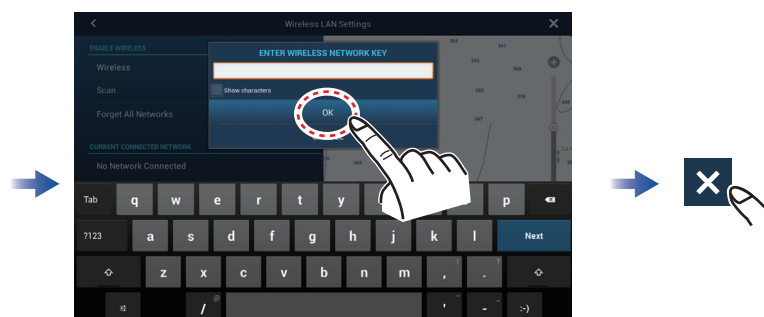 Wireless LAN Settings
ENABLE WIRELESS
Wireless
Scan
Forget All Networks
CURRENT CONNECTED NETWORK
No Network Connected
ENTER WIRELESS NETWORK KEY
Show characters
OK
Tab q w e r t y p
?123 a s d f g h j k l Next
z x c v b n m , ! . ?
/ @ ' " - _ :-)